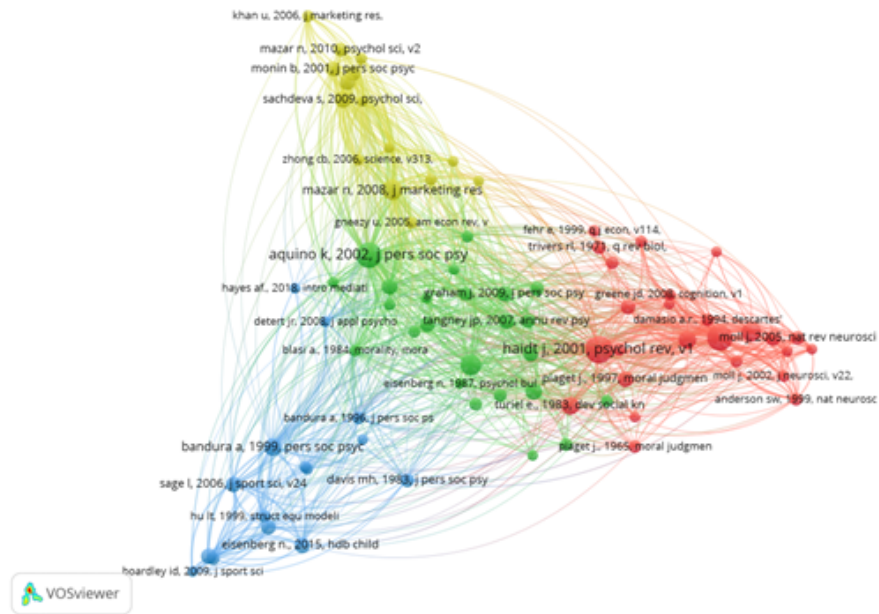 khan u, 2006, j marketing res,
mazar n, 2010, psychol sci, v2
monin b, 2001, j pers soc psyc
sachdeva s, 2009, psychol sci,
zhong cb, 2006, science, v313,
mazar n, 2008, j marketing res
gneezy u, 2005, am econ rev, v
fehr e, 1999, q j econ, v114,
trivers rl, 1971, q rev biol,
aquino k, 2002, j pers soc psy
hayes af., 2018, intro mediati
graham j, 2009, j pers soc psy
greene jd, 2008, cognition, v1
detert jr, 2008, j appl psycho
tangney jp, 2007, annu rev psy
damasio a.r., 1994, descartes'
moll j, 2005, nat rev neurosci
blasi a., 1984, morality, mora
haidt j, 2001, psychol rev, v1
eisenberg n, 1987, psychol bul
piaget j., 1997, moral judgmen
moll j, 2002, j neurosci, v22,
anderson sw, 1999, nat neurosc
turiel e., 1983, dev social kn
bandura a, 1996, j pers soc ps
bandura a, 1999, pers soc psyc
piaget j., 1965, moral judgmen
sage l, 2006, j sport sci, v24
davis mh, 1983, j pers soc psy
hu lt, 1999, struct equ modeli
eisenberg n., 2015, hdb child
hoardley id, 2009, j sport sci
VOSviewer